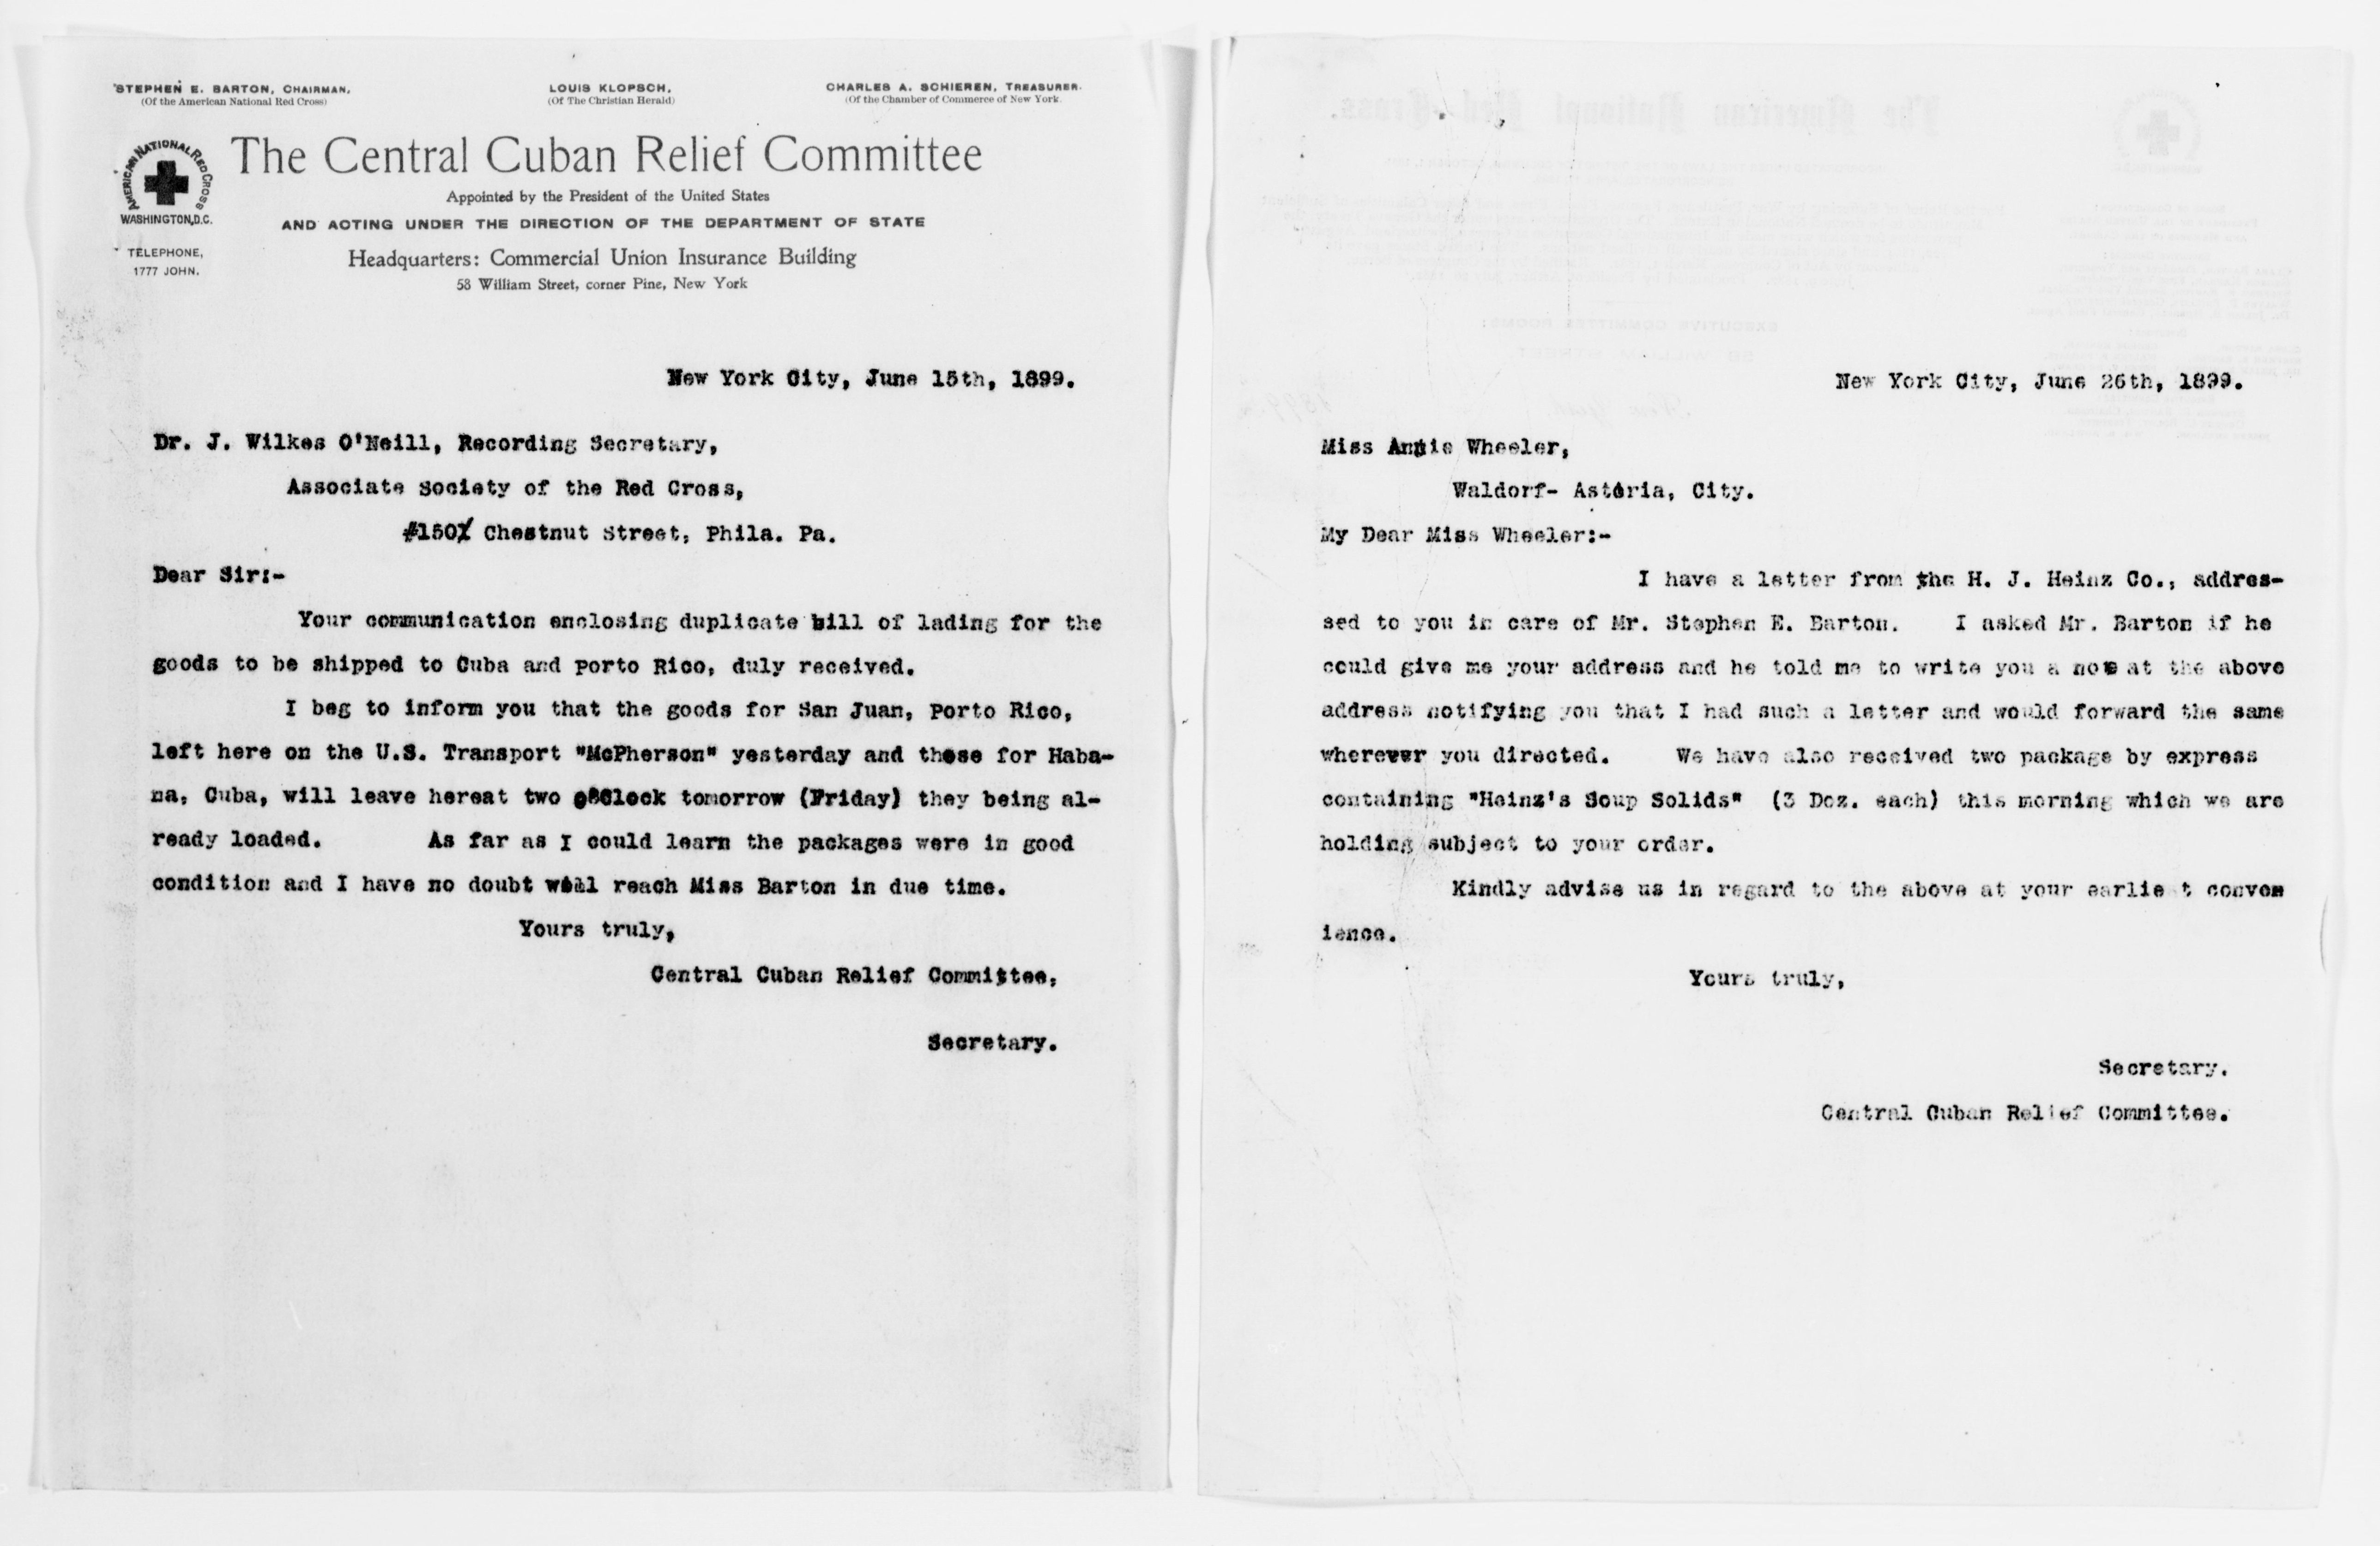 STEPHEN E. BARTON, CHAIRMAN,
(Of the American National Red Cross)
LOUIS KLOPSCH,
(Of The Christian Herald)
CHARLES A. SCHIEREN, TREASURER.
(Of the Chamber of Commerce of New York.
AMERICAN NATIONAL RED CROSS
WASHINGTON, D.C.
TELEPHONE,
1777 JOHN.
The Central Cuban Relief Committee
Appointed by the President of the United States
AND ACTING UNDER THE DIRECTION OF THE DEPARTMENT OF STATE
Headquarters: Commercial Union Insurance Building
58 William Street, corner Pine, New York
New York City, June 15th, 1899.
Dr. J. Wilkes O'Neill, Recording Secretary,
Associate Society of the Red Cross,
Chestnut Street, Phila. Pa.
Dear Sir:-
Your communication enclosing duplicate bill of lading for the
goods to be shipped to Cuba and Porto Rico, duly received.
I beg to inform you that the goods for San Juan, Porto Rico,
left here on the U.S. Transport "McPherson" yesterday and those for Haba-
na, Cuba, will leave hereat two o'Clock tomorrow (Friday) they being al-
ready loaded. As far as I could learn the packages were in good
condition and I have no doubt will reach Miss Barton in due time.
Yours truly,
Central Cuban Relief Committee,
Secretary.
New York City, June 26th, 1899.
Miss Annie Wheeler,
Waldorf- Astoria, City.
My Dear Miss Wheeler:-
I have a letter from the H. J. Heinz Co., addres-
sed to you in care of Mr. Stephen E. Barton. I asked Mr. Barton if he
could give me your address and he told me to write you a at the above
address notifying you that I had such a letter and would forward the same
wherever you directed. We have also received two package by express
containing "Heinz's Soup Solids" (3 Doz. each) this morning which we are
holding subject to your order.
Kindly advise us in regard to the above at your earlie t conven
ience.
Yours truly,
Secretary.
Central Cuban Relief Committee.